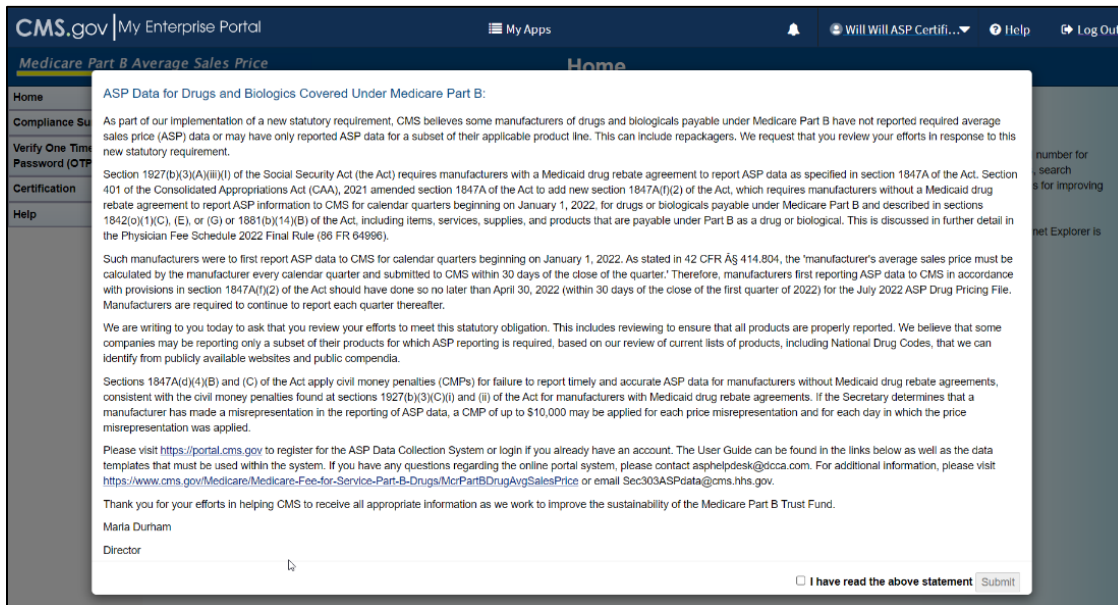 CMS.gov | My Enterprise Portal
My Apps
Will Will ASP Certifi...
Help
Log Out
Medicare Part B Average Sales Price
Home
Home
Compliance Su
Verify One Time
Password (OTP
Certification
Help
ASP Data for Drugs and Biologics Covered Under Medicare Part B:
As part of our implementation of a new statutory requirement, CMS believes some manufacturers of drugs and biologicals payable under Medicare Part B have not reported required average
sales price (ASP) data or may have only reported ASP data for a subset of their applicable product line. This can include repackagers. We request that you review your efforts in response to this
new statutory requirement.
Section 1927(b)(3)(A)(iii)(I) of the Social Security Act (the Act) requires manufacturers with a Medicaid drug rebate agreement to report ASP data as specified in section 1847A of the Act. Section
401 of the Consolidated Appropriations Act (CAA), 2021 amended section 1847A of the Act to add new section 1847A(f)(2) of the Act, which requires manufacturers without a Medicaid drug
rebate agreement to report ASP information to CMS for calendar quarters beginning on January 1, 2022, for drugs or biologicals payable under Medicare Part B and described in sections
1842(o)(1)(C), (E), or (G) or 1881(b)(14)(B) of the Act, including items, services, supplies, and products that are payable under Part B as a drug or biological. This is discussed in further detail in
the Physician Fee Schedule 2022 Final Rule (86 FR 64996).
Such manufacturers were to first report ASP data to CMS for calendar quarters beginning on January 1, 2022. As stated in 42 CFR Â§ 414.804, the 'manufacturer's average sales price must be
calculated by the manufacturer every calendar quarter and submitted to CMS within 30 days of the close of the quarter.' Therefore, manufacturers first reporting ASP data to CMS in accordance
with provisions in section 1847A(f)(2) of the Act should have done so no later than April 30, 2022 (within 30 days of the close of the first quarter of 2022) for the July 2022 ASP Drug Pricing File.
Manufacturers are required to continue to report each quarter thereafter.
We are writing to you today to ask that you review your efforts to meet this statutory obligation. This includes reviewing to ensure that all products are properly reported. We believe that some
companies may be reporting only a subset of their products for which ASP reporting is required, based on our review of current lists of products, including National Drug Codes, that we can
identify from publicly available websites and public compendia.
Sections 1847A(d)(4)(B) and (C) of the Act apply civil money penalties (CMPs) for failure to report timely and accurate ASP data for manufacturers without Medicaid drug rebate agreements,
consistent with the civil money penalties found at sections 1927(b)(3)(C)(i) and (ii) of the Act for manufacturers with Medicaid drug rebate agreements. If the Secretary determines that a
manufacturer has made a misrepresentation in the reporting of ASP data, a CMP of up to $10,000 may be applied for each price misrepresentation and for each day in which the price
misrepresentation was applied.
Please visit https://portal.cms.gov to register for the ASP Data Collection System or login if you already have an account. The User Guide can be found in the links below as well as the data
templates that must be used within the system. If you have any questions regarding the online portal system, please contact asphelpdesk@dcca.com. For additional information, please visit
https://www.cms.gov/Medicare/Medicare-Fee-for-Service-Part-B-Drugs/McrPartBDrugAvgSalesPrice or email Sec303ASPdata@cms.hhs.gov.
Thank you for your efforts in helping CMS to receive all appropriate information as we work to improve the sustainability of the Medicare Part B Trust Fund.
Marla Durham
Director
I have read the above statement Submit
number for
, search
s for improving
net Explorer is